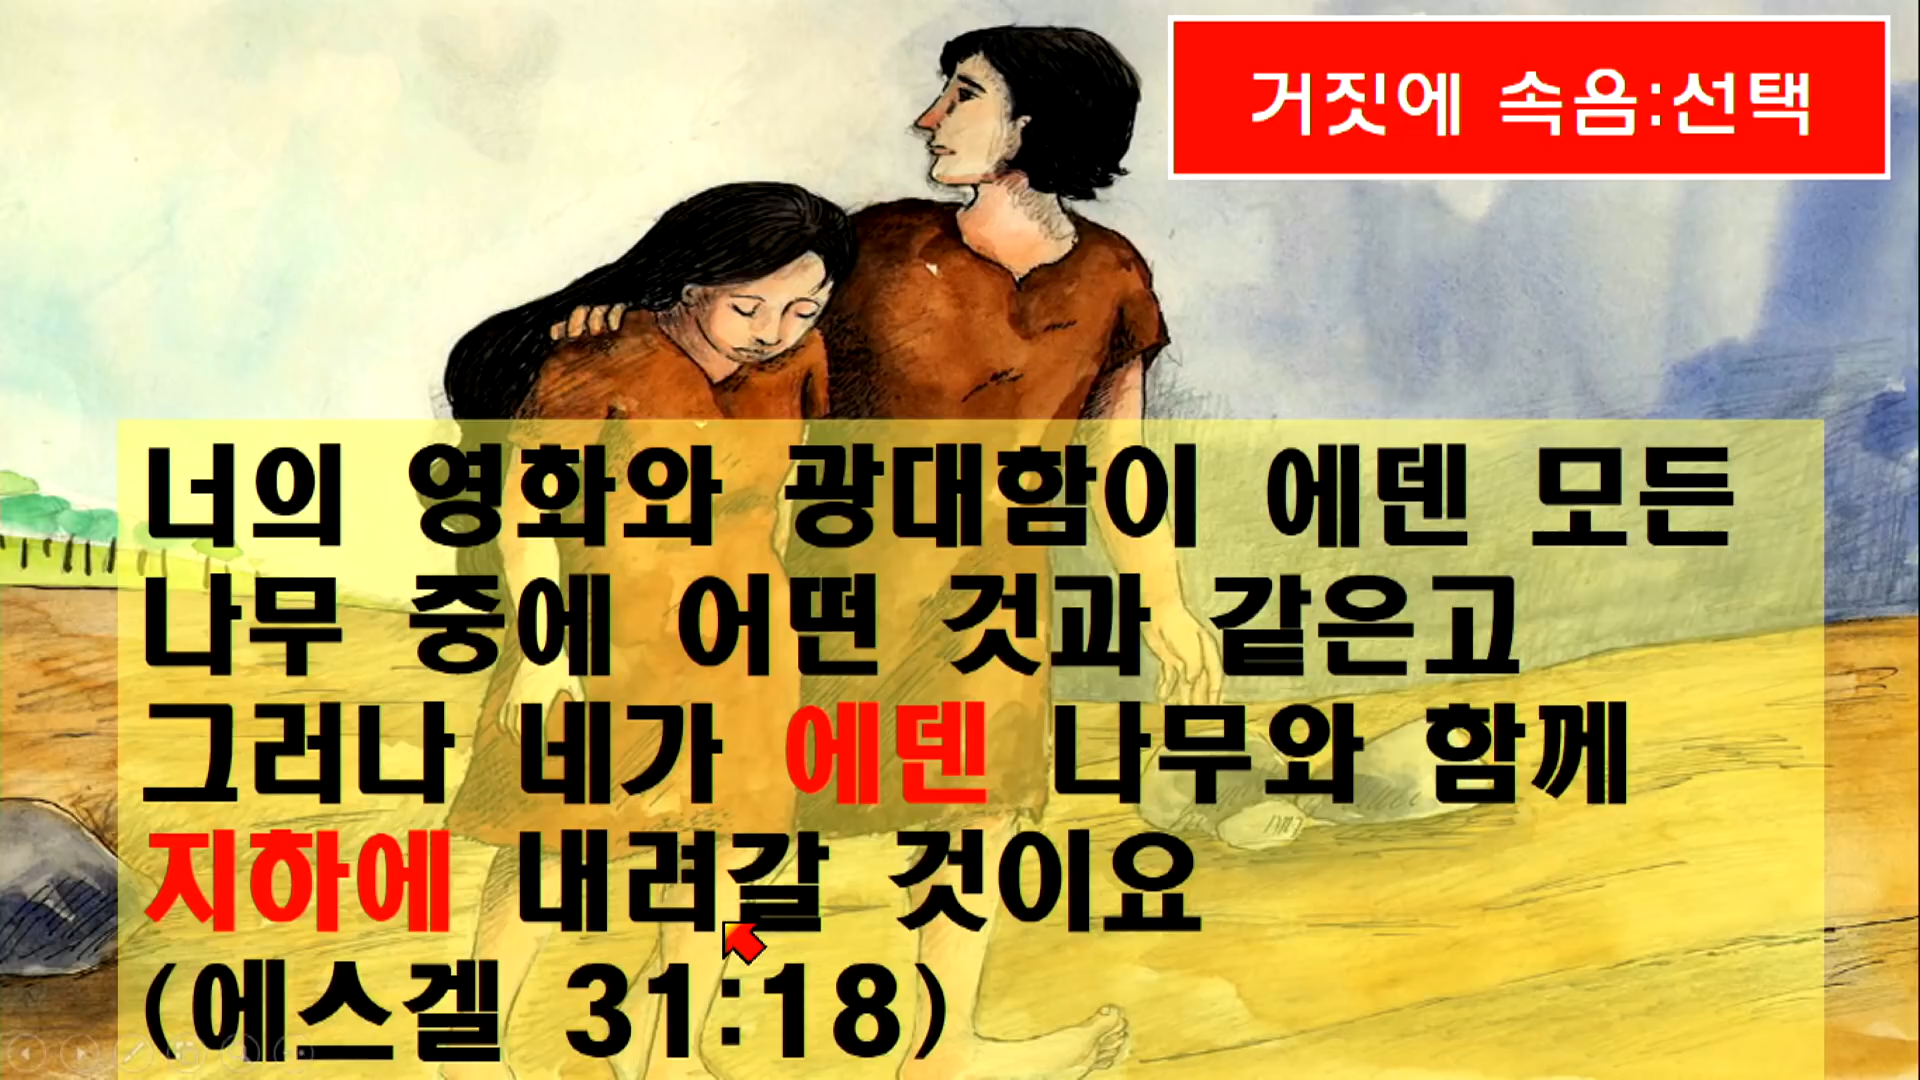 거짓에 속음:선택
너의 영화와 광대함이 에덴 모든
나무 중에 어떤 것과 같은고
그러나 네가 에덴 나무와 함께
지하에 내려갈 것이요
(에스겔 31:18)